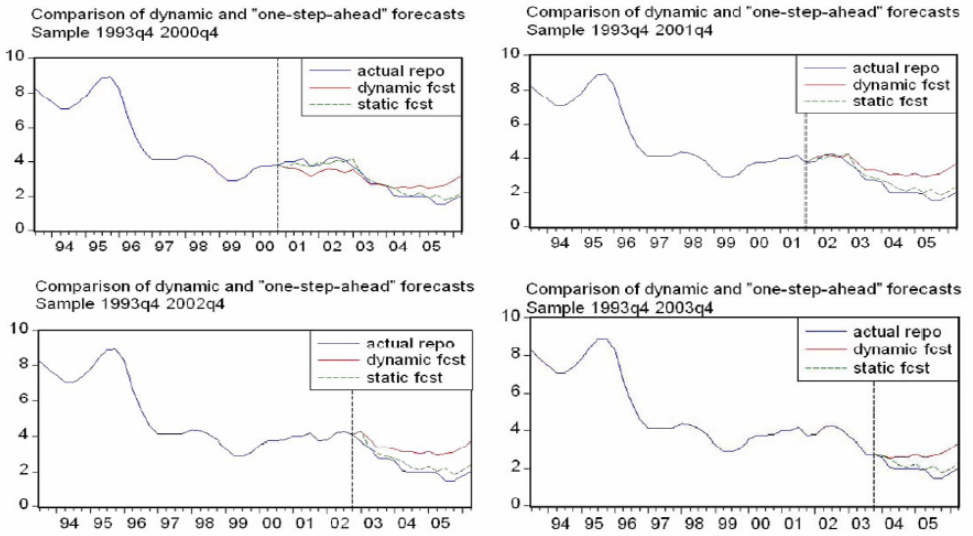 Comparison of dynamic and "one-step-ahead" forecasts
Sample 1993q4 2000q4
10
8
6
4
2
0
actual repo
dynamic fcst
static fcst
94 95 96 97 98 99 00 01 02 03 04 05
Comparison of dynamic and "one-step-ahead" forecasts
Sample 1993q4 2001q4
10
8
6
4
2
0
actual repo
dynamic fcst
static fcst
94 95 96 97 98 99 00 01 02 03 04 05
Comparison of dynamic and "one-step-ahead" forecasts
Sample 1993q4 2002q4
10
8
6
4
2
0
actual repo
dynamic fcst
static fcst
94 95 96 97 98 99 00 01 02 03 04 05
Comparison of dynamic and "one-step-ahead" forecasts
Sample 1993q4 2003q4
10
8
6
4
2
0
actual repo
dynamic fcst
static fcst
94 95 96 97 98 99 00 01 02 03 04 05